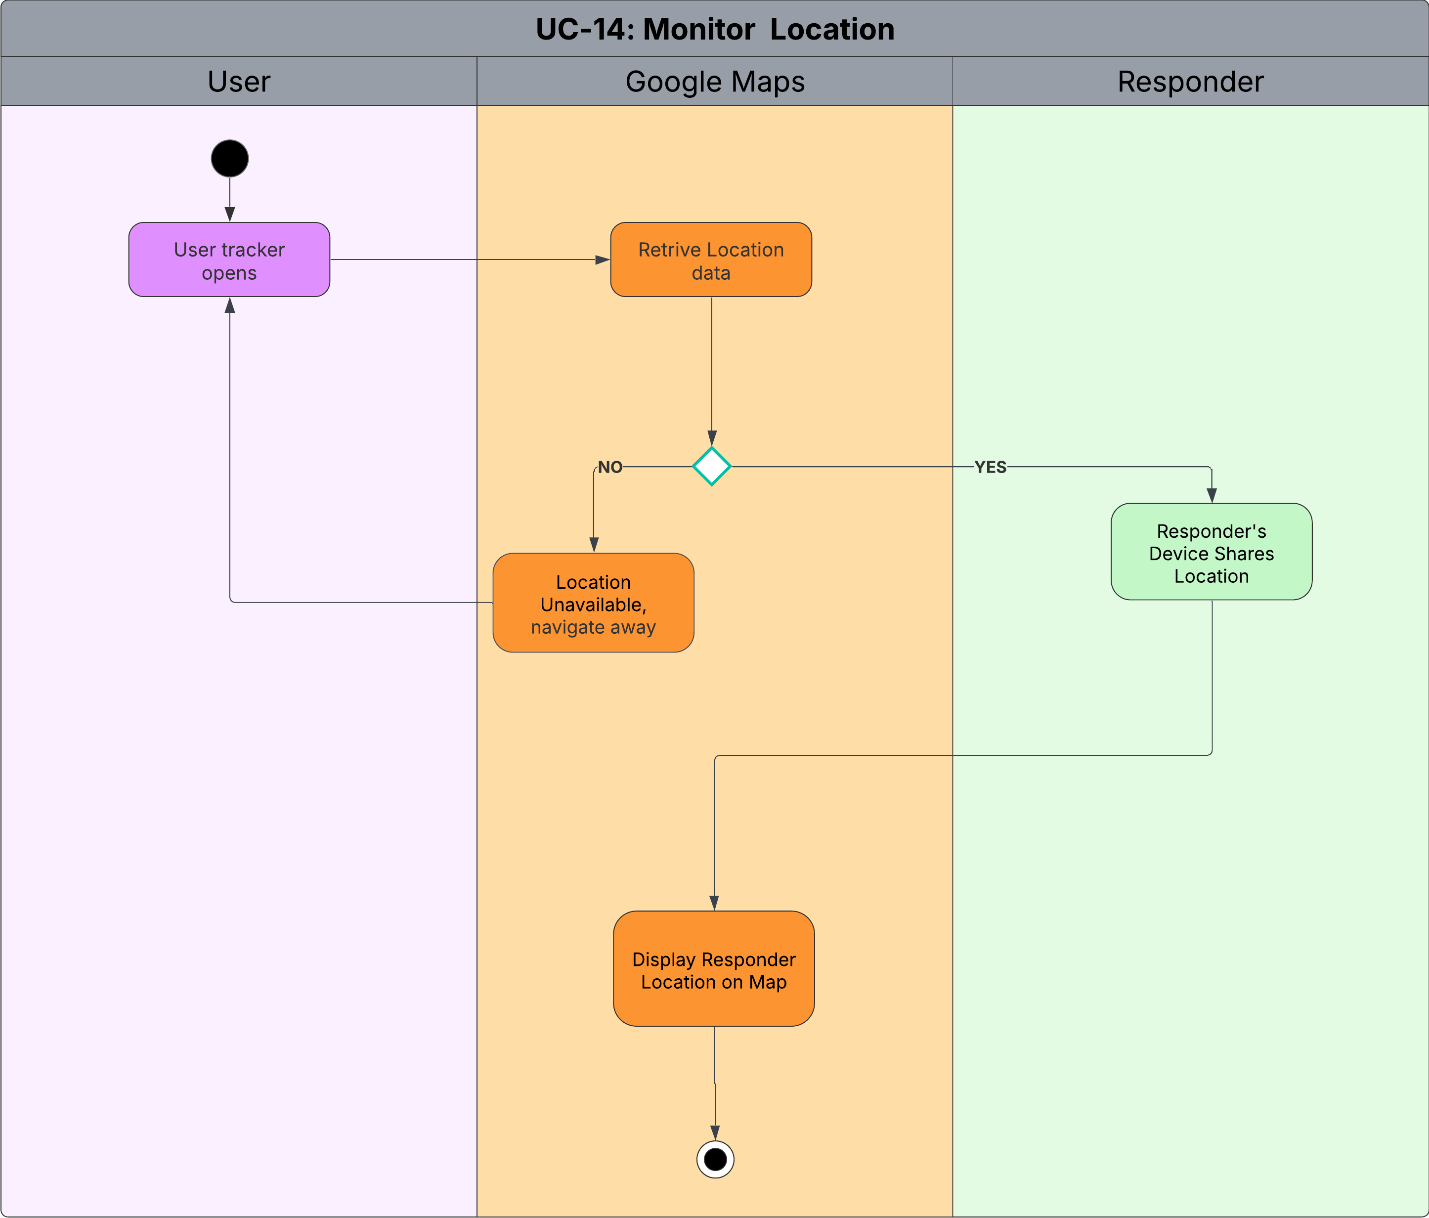 UC-14: Monitor  Location
User
Google Maps
Responder
User tracker
opens
Retrive Location
data
NO
YES
Responder's
Device Shares
Location
Location
Unavailable,
navigate away
Display Responder
Location on Map